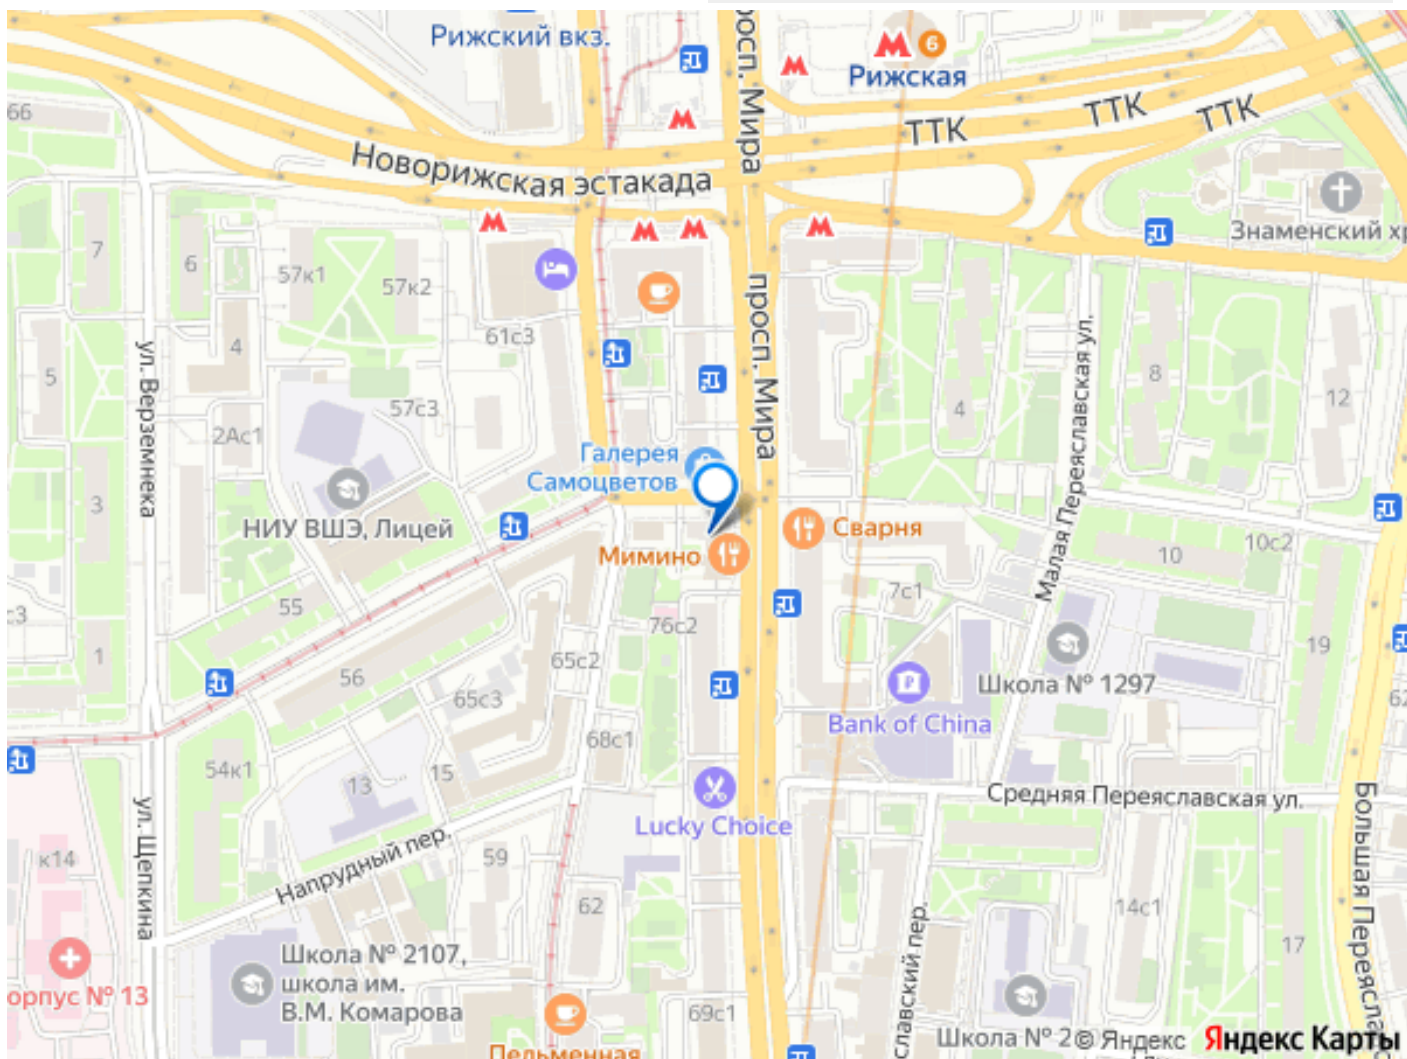 Рижский вкз.
просп. Мира
6
Рижская
ТТК
ТТК
ТТК
66
Новорижская эстакада
Знаменский хр
7
6
57к1
57к2
61с3
просп. Мира
4
5
ул. Верземнека
57с3
2Ас1
4
8
12
Малая Переяславская ул.
Галерея
Самоцветов
3
НИУ ВШЭ, Лицей
Мимино
Сварня
10
10с2
7с1
55
76с2
1
19
65с2
56
65с3
Школа № 1297
Bank of China
68с1
54к1
13
15
Средняя Переяславская ул.
Lucky Choice
Большая Переясла
ул. Щепкина
к14
Напрудный пер.
59
62
14с1
17
орпус № 13
Школа № 2107,
школа им.
В.М. Комарова
69с1
славский пер.
Школа № 2
© Яндекс
Яндекс Карты
Пельменная